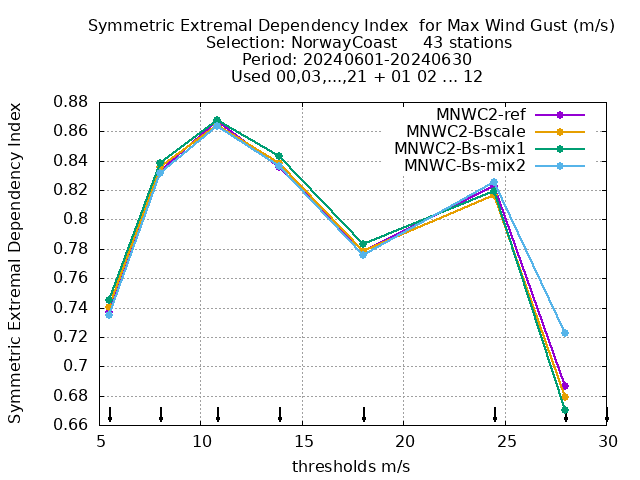 Symmetric Extremal Dependency Index  for Max Wind Gust (m/s)
Selection: NorwayCoast     43 stations
Period: 20240601-20240630
Used 00,03,...,21 + 01 02 ... 12
Symmetric Extremal Dependency Index
0.88
0.86
0.84
0.82
0.8
0.78
0.76
0.74
0.72
0.7
0.68
0.66
MNWC2-ref
MNWC2-Bscale
MNWC2-Bs-mix1
MNWC-Bs-mix2
5 10 15 20 25 30
thresholds m/s